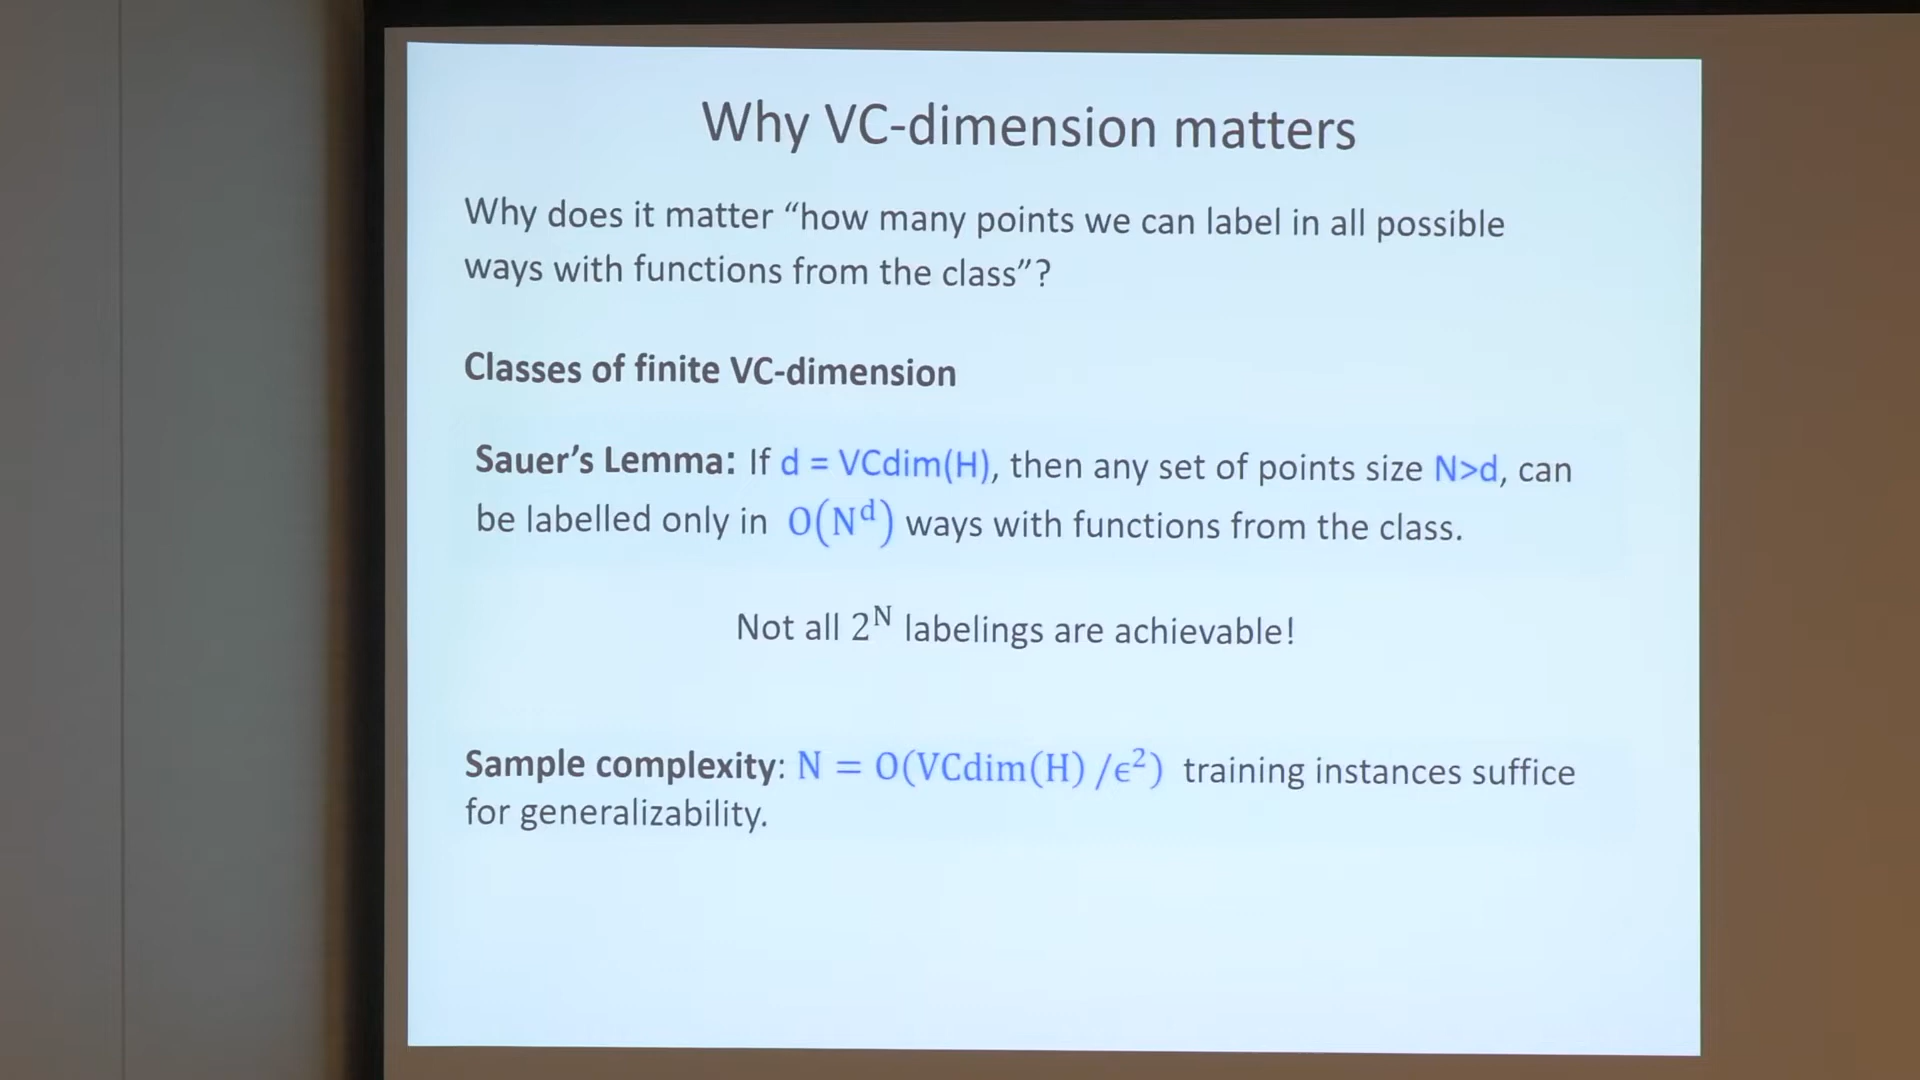 Why VC-dimension matters
Why does it matter “how many points we can label in all possible
ways with functions from the class”?
Classes of finite VC-dimension
Sauer’s Lemma: If d = VCdim(H), then any set of points size N>d, can
be labelled only in O(N^d) ways with functions from the class.
Not all 2^N labelings are achievable!
Sample complexity: N = O(VCdim(H) /ϵ²) training instances suffice
for generalizability.